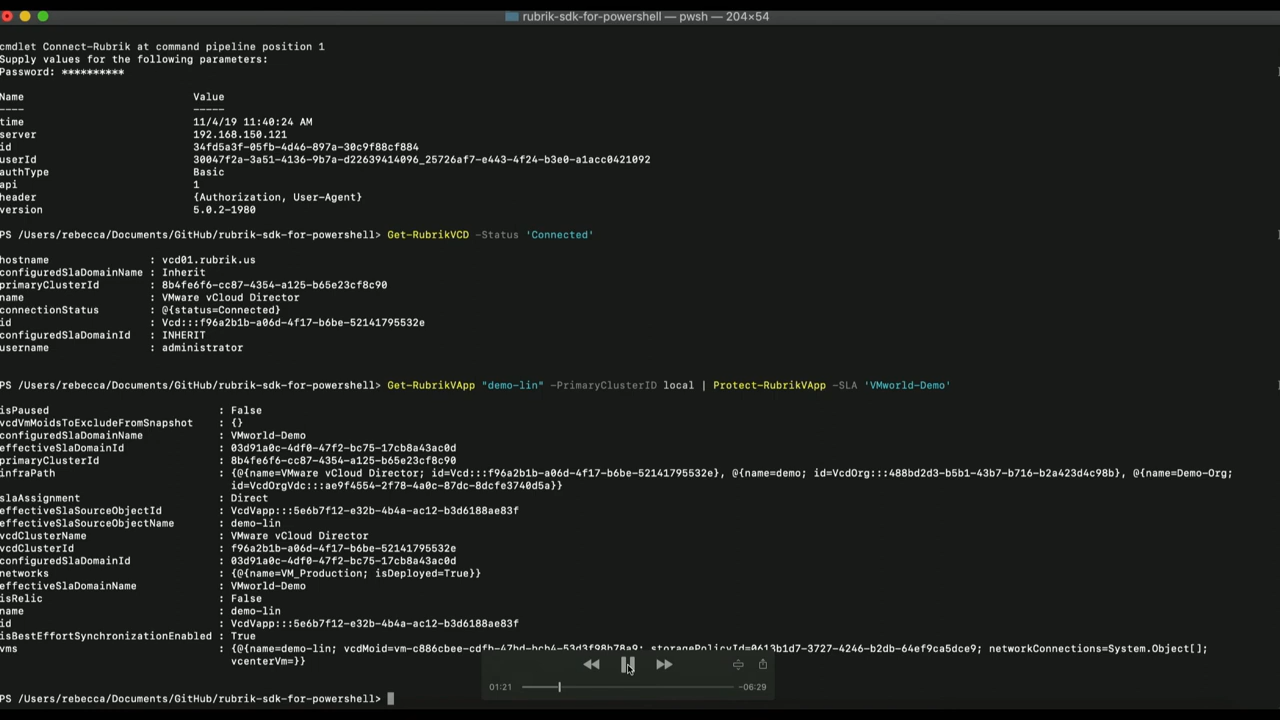 rubrik-sdk-for-powershell — pwsh — 204×54
cmdlet Connect-Rubrik at command pipeline position 1
Supply values for the following parameters:
Password: **********
Name Value
---- -----
time 11/4/19 11:40:24 AM
server 192.168.150.121
id 34fd5a3f-05fb-4d46-897a-30c9f88cf884
userId 30047f2a-3a51-4136-9b7a-d22639414096_25726af7-e443-4f24-b3e0-a1acc0421092
authType Basic
api 1
header {Authorization, User-Agent}
version 5.0.2-1980
PS /Users/rebecca/Documents/GitHub/rubrik-sdk-for-powershell> Get-RubrikVCD -Status 'Connected'
hostname : vcd01.rubrik.us
configuredSlaDomainName : Inherit
primaryClusterId : 8b4fe6f6-cc87-4354-a125-b65e23cf8c90
name : VMware vCloud Director
connectionStatus : @{status=Connected}
id : Vcd:::f96a2b1b-a06d-4f17-b6be-52141795532e
configuredSlaDomainId : INHERIT
username : administrator
PS /Users/rebecca/Documents/GitHub/rubrik-sdk-for-powershell> Get-RubrikVApp "demo-lin" -PrimaryClusterID local | Protect-RubrikVApp -SLA 'VMworld-Demo'
isPaused : False
vcdVmMoidsToExcludeFromSnapshot : {}
configuredSlaDomainName : VMworld-Demo
effectiveSlaDomainId : 03d91a0c-4df0-47f2-bc75-17cb8a43ac0d
primaryClusterId : 8b4fe6f6-cc87-4354-a125-b65e23cf8c90
infraPath : {@{name=VMware vCloud Director; id=Vcd:::f96a2b1b-a06d-4f17-b6be-52141795532e}, @{name=demo; id=VcdOrg:::488bd2d3-b5b1-43b7-b716-b2a423d4c98b}, @{name=Demo-Org;
id=VcdOrgVdc:::ae9f4554-2f78-4a0c-87dc-8dcfe3740d5a}}
slaAssignment : Direct
effectiveSlaSourceObjectId : VcdVapp:::5e6b7f12-e32b-4b4a-ac12-b3d6188ae83f
effectiveSlaSourceObjectName : demo-lin
vcdClusterName : VMware vCloud Director
vcdClusterId : f96a2b1b-a06d-4f17-b6be-52141795532e
configuredSlaDomainId : 03d91a0c-4df0-47f2-bc75-17cb8a43ac0d
networks : {@{name=VM_Production; isDeployed=True}}
effectiveSlaDomainName : VMworld-Demo
isRelic : False
name : demo-lin
id : VcdVapp:::5e6b7f12-e32b-4b4a-ac12-b3d6188ae83f
isBestEffortSynchronizationEnabled : True
vms : {@{name=demo-lin; vcdMoid=vm-c886cbee-cdfb-47bd-bcb4-53d3f98b78a9; storagePolicyId=0613b1d7-3727-4246-b2db-64ef9ca5dce9; networkConnections=System.Object[];
vcenterVm=}}
01:21 -06:29
PS /Users/rebecca/Documents/GitHub/rubrik-sdk-for-powershell>